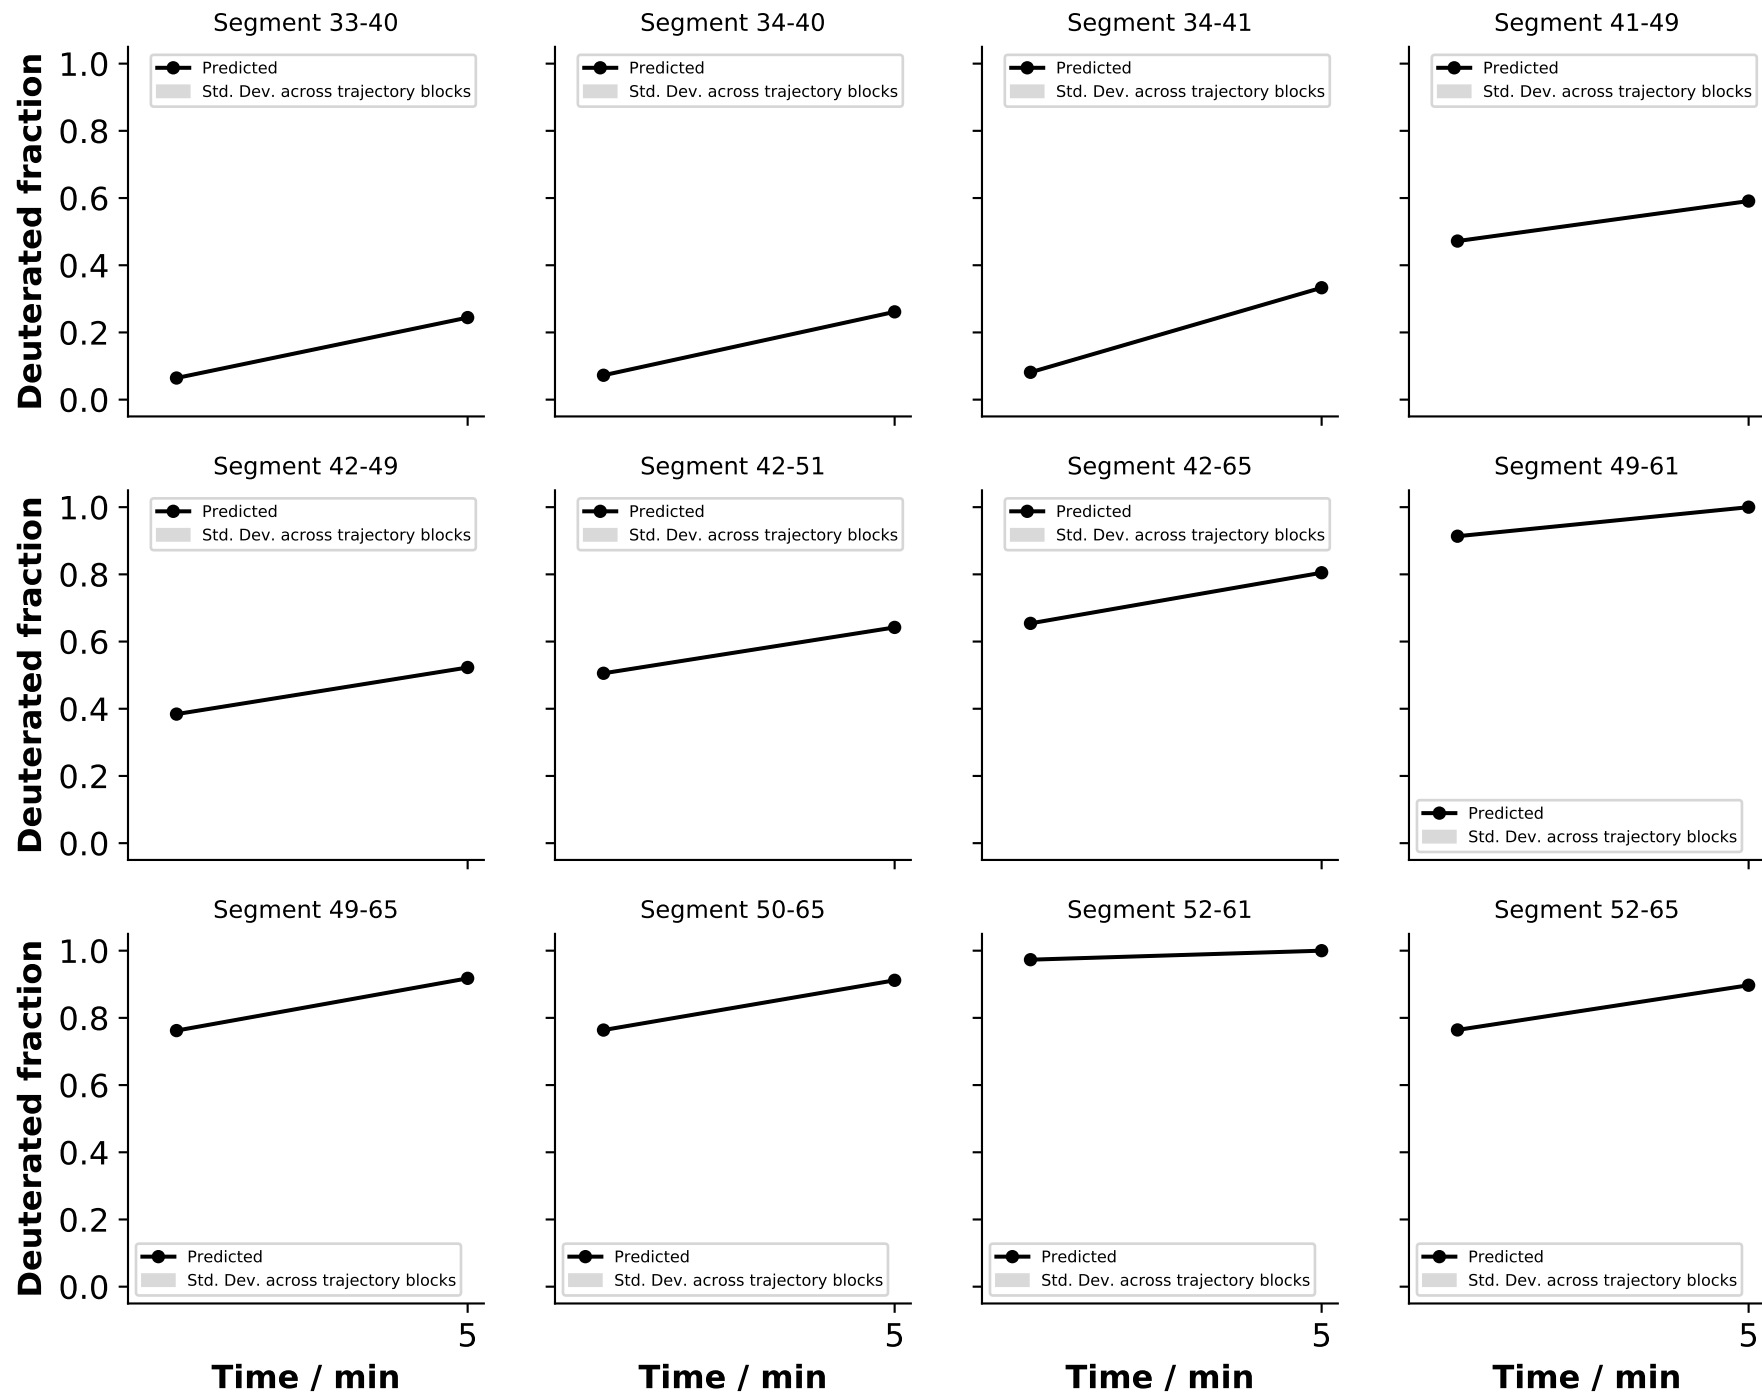 Segment 33-40
Segment 34-40
Segment 34-41
Segment 41-49
Deuterated fraction
1.0
0.8
0.6
0.4
0.2
0.0
Predicted
Std. Dev. across trajectory blocks
Predicted
Std. Dev. across trajectory blocks
Predicted
Std. Dev. across trajectory blocks
Predicted
Std. Dev. across trajectory blocks
Segment 42-49
Segment 42-51
Segment 42-65
Segment 49-61
Deuterated fraction
1.0
0.8
0.6
0.4
0.2
0.0
Predicted
Std. Dev. across trajectory blocks
Predicted
Std. Dev. across trajectory blocks
Predicted
Std. Dev. across trajectory blocks
Predicted
Std. Dev. across trajectory blocks
Segment 49-65
Segment 50-65
Segment 52-61
Segment 52-65
Deuterated fraction
1.0
0.8
0.6
0.4
0.2
0.0
Predicted
Std. Dev. across trajectory blocks
Predicted
Std. Dev. across trajectory blocks
Predicted
Std. Dev. across trajectory blocks
Predicted
Std. Dev. across trajectory blocks
5
5
5
5
Time / min
Time / min
Time / min
Time / min